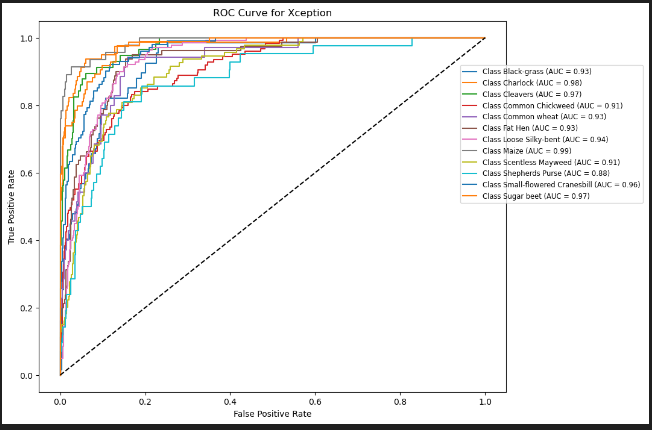 ROC Curve for Xception
True Positive Rate
1.0
0.8
0.6
0.4
0.2
0.0
Class Black-grass (AUC = 0.93)
Class Charlock (AUC = 0.98)
Class Cleavers (AUC = 0.97)
Class Common Chickweed (AUC = 0.91)
Class Common wheat (AUC = 0.93)
Class Fat Hen (AUC = 0.93)
Class Loose Silky-bent (AUC = 0.94)
Class Maize (AUC = 0.99)
Class Scentless Mayweed (AUC = 0.91)
Class Shepherds Purse (AUC = 0.88)
Class Small-flowered Cranesbill (AUC = 0.96)
Class Sugar beet (AUC = 0.97)
0.0 0.2 0.4 0.6 0.8 1.0
False Positive Rate